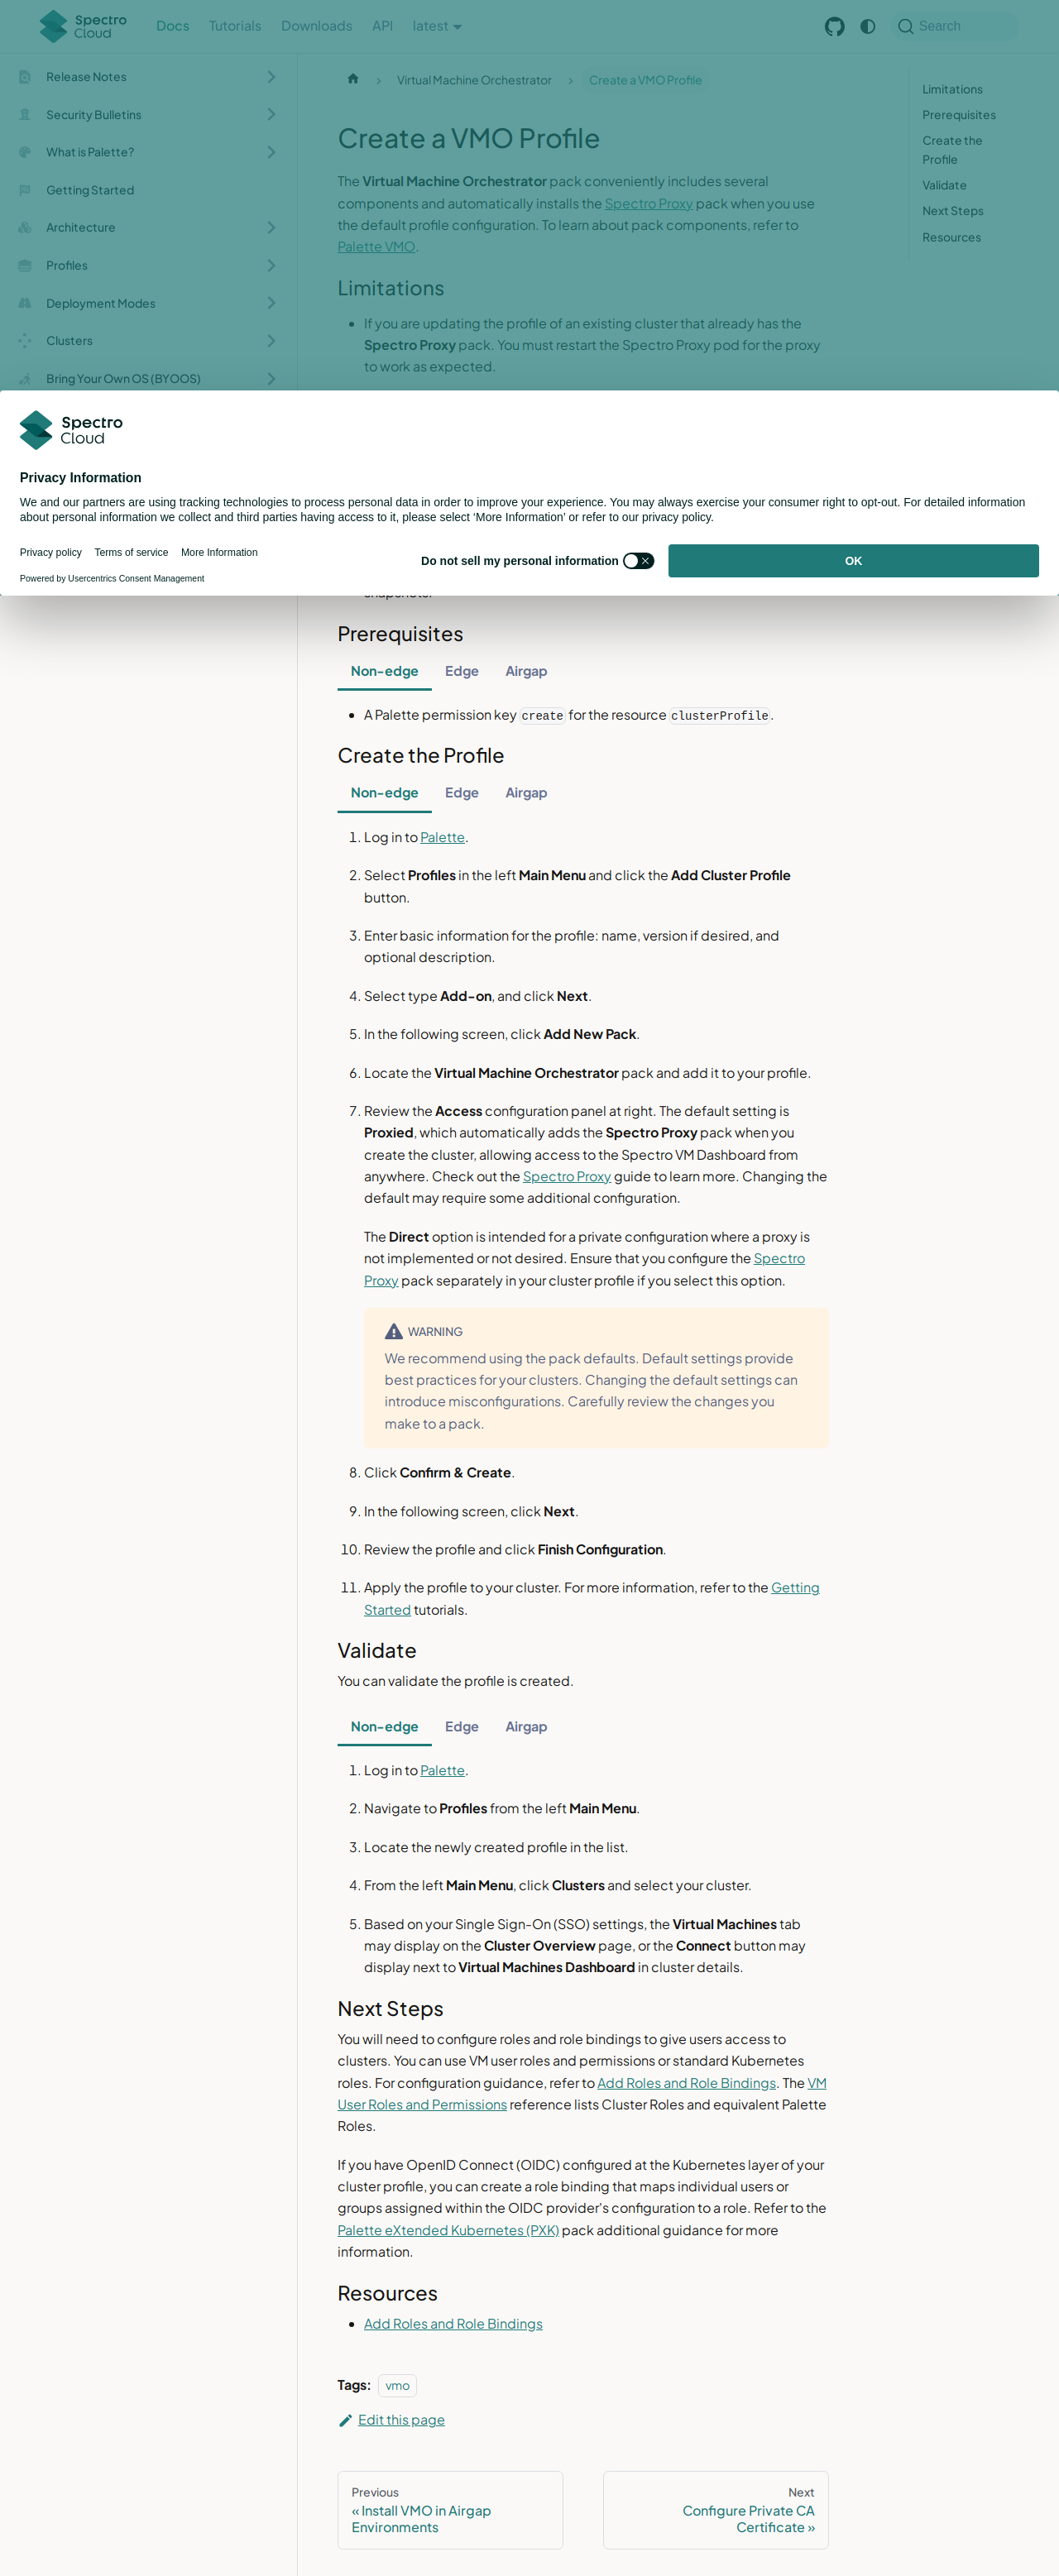 Spectro Cloud
Docs
Tutorials
Downloads
API
latest
Search
Release Notes
Security Bulletins
What is Palette?
Getting Started
Architecture
Profiles
Deployment Modes
Clusters
Bring Your Own OS (BYOOS)
Virtual Machine Orchestrator
Create a VMO Profile
Limitations
Prerequisites
Create the
Profile
Validate
Next Steps
Resources
Create a VMO Profile
The Virtual Machine Orchestrator pack conveniently includes several
components and automatically installs the Spectro Proxy pack when you use
the default profile configuration. To learn about pack components, refer to
Palette VMO.
Limitations
If you are updating the profile of an existing cluster that already has the
Spectro Proxy pack. You must restart the Spectro Proxy pod for the proxy
to work as expected.
Spectro
Cloud
Privacy Information
We and our partners are using tracking technologies to process personal data in order to improve your experience. You may always exercise your consumer right to opt-out. For detailed information
about personal information we collect and third parties having access to it, please select 'More Information' or refer to our privacy policy.
Privacy policy
Terms of service
More Information
Do not sell my personal information
OK
Powered by Usercentrics Consent Management
Prerequisites
Non-edge
Edge
Airgap
A Palette permission key create for the resource clusterProfile.
Create the Profile
Non-edge
Edge
Airgap
1. Log in to Palette.
2. Select Profiles in the left Main Menu and click the Add Cluster Profile
button.
3. Enter basic information for the profile: name, version if desired, and
optional description.
4. Select type Add-on, and click Next.
5. In the following screen, click Add New Pack.
6. Locate the Virtual Machine Orchestrator pack and add it to your profile.
7. Review the Access configuration panel at right. The default setting is
Proxied, which automatically adds the Spectro Proxy pack when you
create the cluster, allowing access to the Spectro VM Dashboard from
anywhere. Check out the Spectro Proxy guide to learn more. Changing the
default may require some additional configuration.
The Direct option is intended for a private configuration where a proxy is
not implemented or not desired. Ensure that you configure the Spectro
Proxy pack separately in your cluster profile if you select this option.
WARNING
We recommend using the pack defaults. Default settings provide
best practices for your clusters. Changing the default settings can
introduce misconfigurations. Carefully review the changes you
make to a pack.
8. Click Confirm & Create.
9. In the following screen, click Next.
10. Review the profile and click Finish Configuration.
11. Apply the profile to your cluster. For more information, refer to the Getting
Started tutorials.
Validate
You can validate the profile is created.
Non-edge
Edge
Airgap
1. Log in to Palette.
2. Navigate to Profiles from the left Main Menu.
3. Locate the newly created profile in the list.
4. From the left Main Menu, click Clusters and select your cluster.
5. Based on your Single Sign-On (SSO) settings, the Virtual Machines tab
may display on the Cluster Overview page, or the Connect button may
display next to Virtual Machines Dashboard in cluster details.
Next Steps
You will need to configure roles and role bindings to give users access to
clusters. You can use VM user roles and permissions or standard Kubernetes
roles. For configuration guidance, refer to Add Roles and Role Bindings. The VM
User Roles and Permissions reference lists Cluster Roles and equivalent Palette
Roles.
If you have OpenID Connect (OIDC) configured at the Kubernetes layer of your
cluster profile, you can create a role binding that maps individual users or
groups assigned within the OIDC provider's configuration to a role. Refer to the
Palette eXtended Kubernetes (PXK) pack additional guidance for more
information.
Resources
Add Roles and Role Bindings
Tags: vmo
Edit this page
Previous
« Install VMO in Airgap
Environments
Next
Configure Private CA
Certificate »